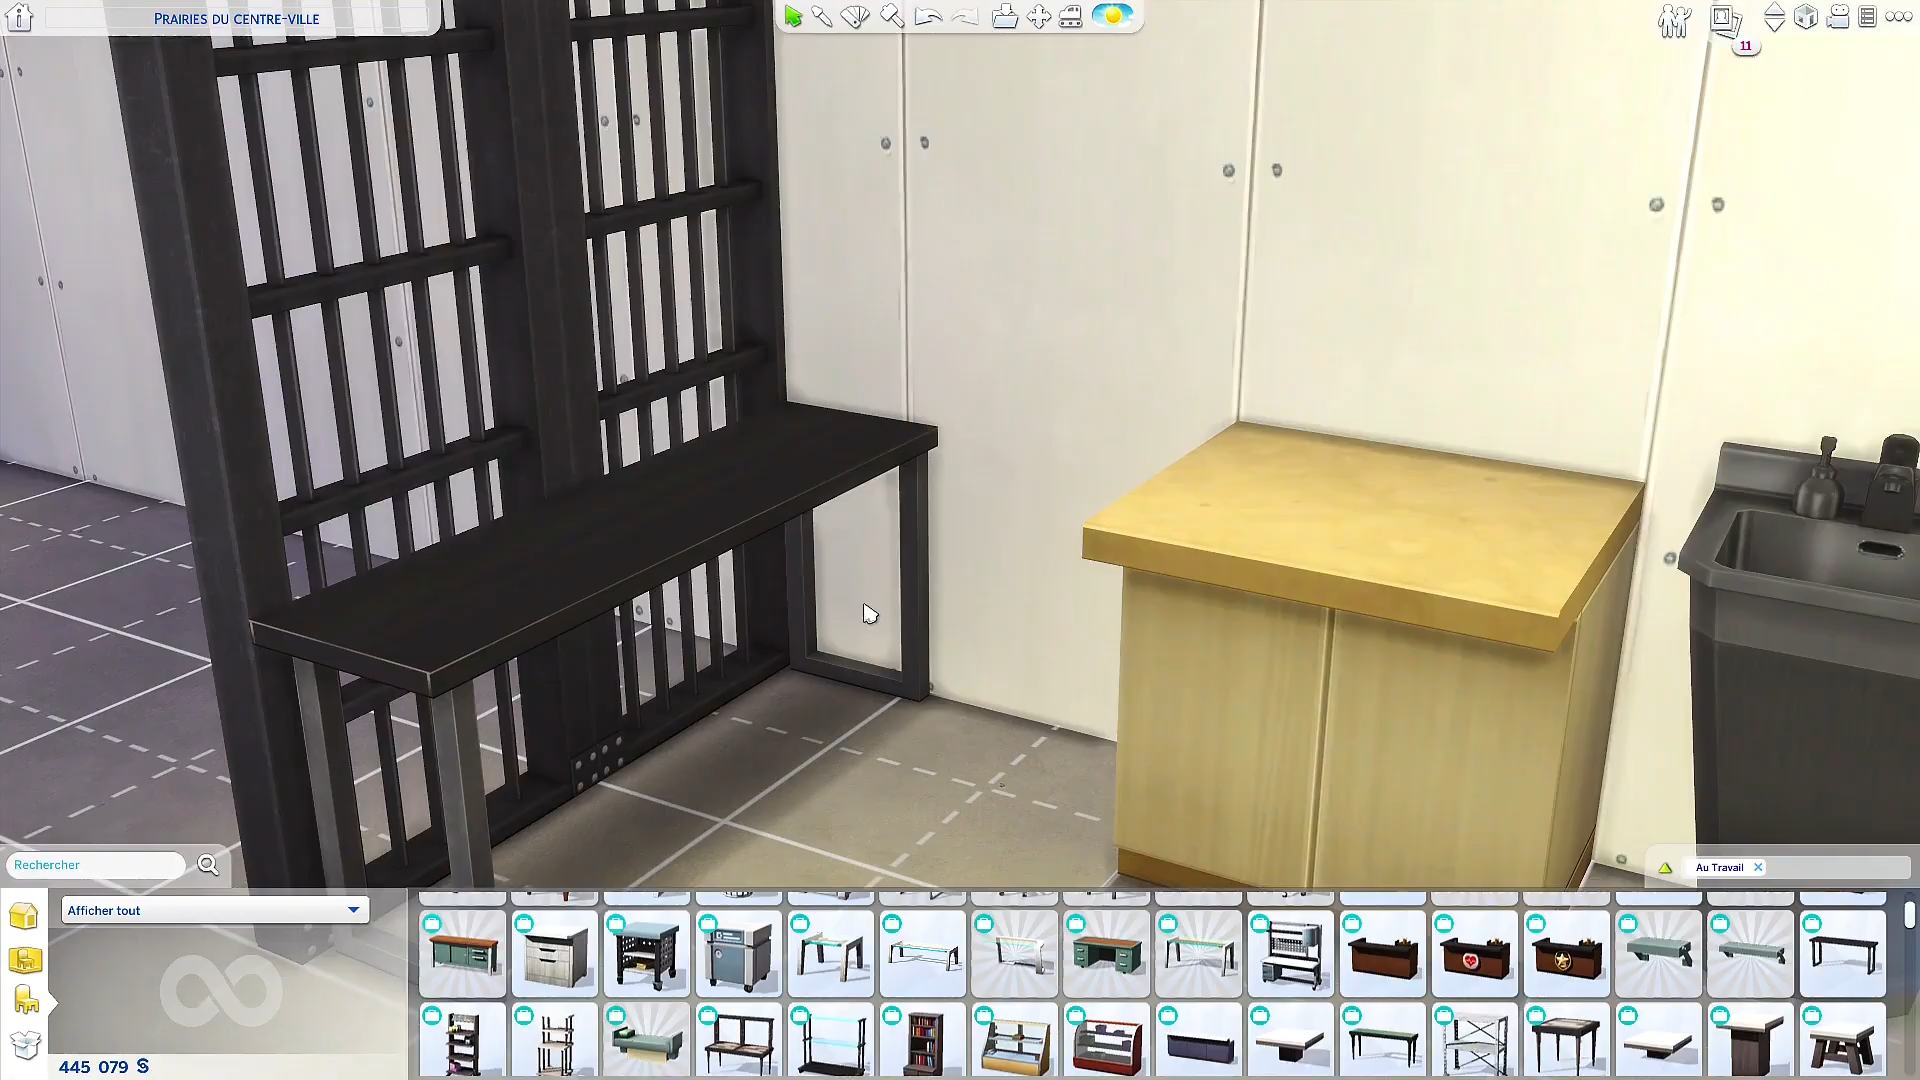 PRAIRIES DU CENTRE-VILLE
11
Rechercher
Au Travail
Afficher tout
445 079 §